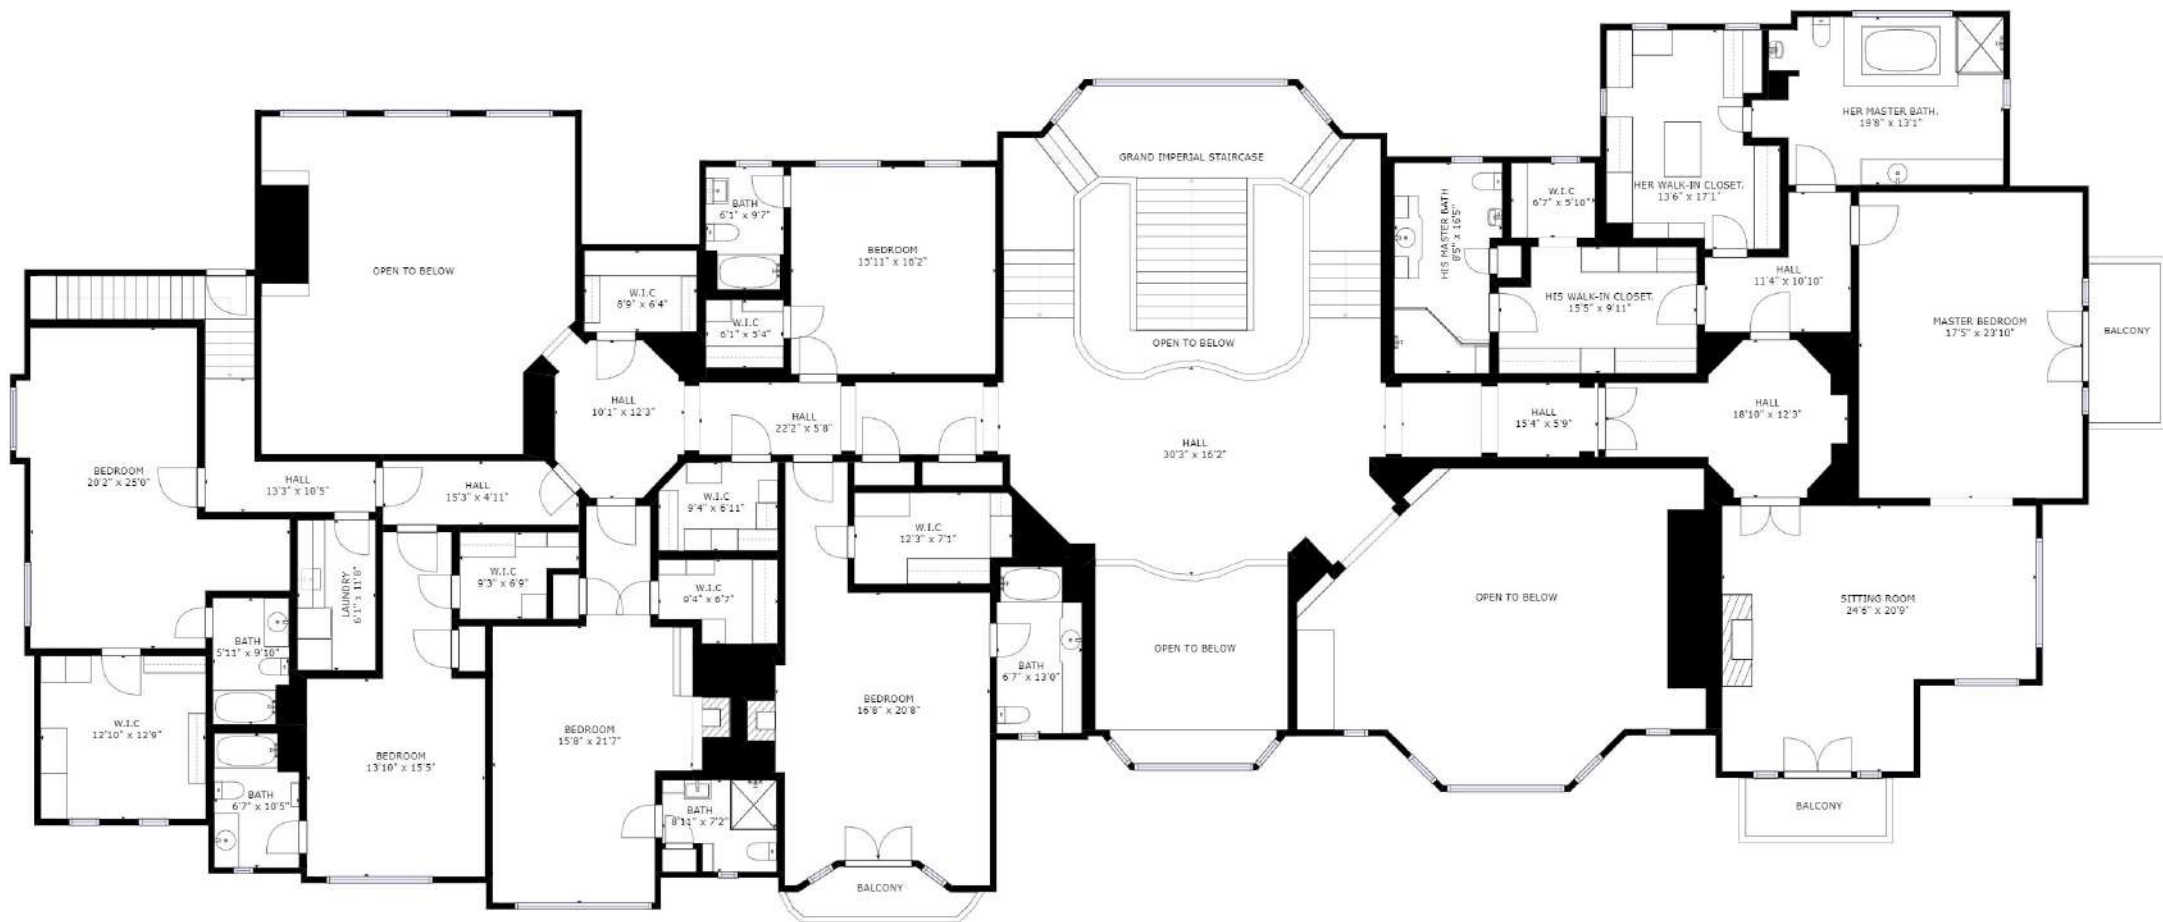 GRAND IMPERIAL STAIRCASE
OPEN TO BELOW
HER WALK-IN CLOSET.
13'6" x 17'1"
HER MASTER BATH.
19'8" x 13'1"
HIS MASTER BATH
8'5" x 16'5"
W.I.C
6'7" x 5'10"
HIS WALK-IN CLOSET.
15'5" x 9'11"
HALL
11'4" x 10'10"
MASTER BEDROOM
17'5" x 23'10"
BALCONY
BATH
6'1" x 9'7"
BEDROOM
15'11" x 16'2"
OPEN TO BELOW
W.I.C
8'9" x 6'4"
W.I.C
6'1" x 5'4"
HALL
10'1" x 12'3"
HALL
22'2" x 5'8"
HALL
30'3" x 16'2"
HALL
15'4" x 5'9"
HALL
18'10" x 12'3"
BEDROOM
20'2" x 25'0"
HALL
13'3" x 10'5"
HALL
15'3" x 4'11"
W.I.C
9'4" x 6'11"
W.I.C
12'3" x 7'1"
LAUNDRY
6'1" x 11'8"
W.I.C
9'3" x 6'9"
W.I.C
9'4" x 6'7"
OPEN TO BELOW
SITTING ROOM
24'6" x 20'9"
BATH
5'11" x 9'10"
BATH
6'7" x 13'0"
OPEN TO BELOW
W.I.C
12'10" x 12'9"
BEDROOM
16'8" x 20'8"
BEDROOM
15'8" x 21'7"
BEDROOM
13'10" x 15'5"
BATH
6'7" x 10'5"
BATH
8'11" x 7'2"
BALCONY
BALCONY